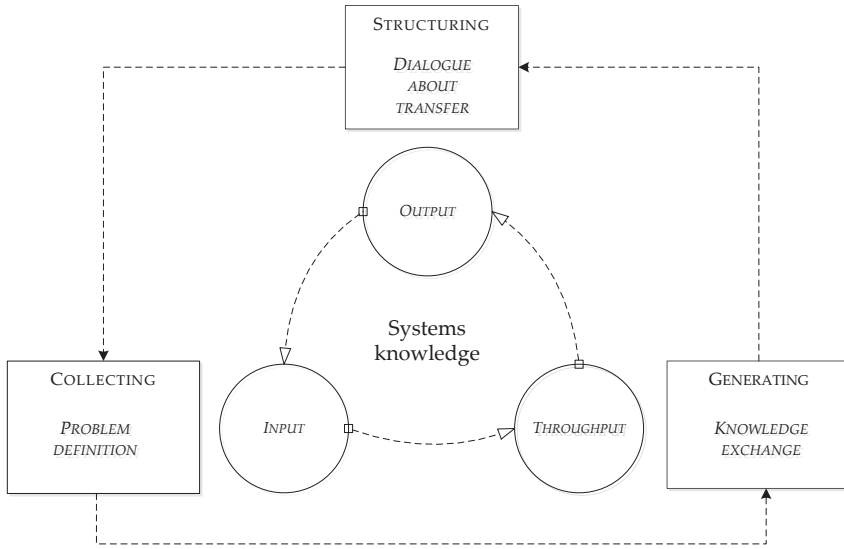 STRUCTURING
DIALOGUE
ABOUT
TRANSFER
OUTPUT
Systems
knowledge
COLLECTING
PROBLEM
DEFINITION
INPUT
THROUGHPUT
GENERATING
KNOWLEDGE
EXCHANGE